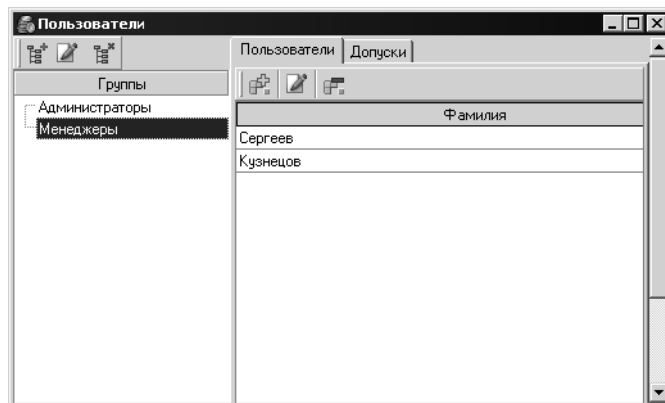 Пользователи
Пользователи Допуски
Группы
Администраторы
Менеджеры
Фамилия
Сергеев
Кузнецов